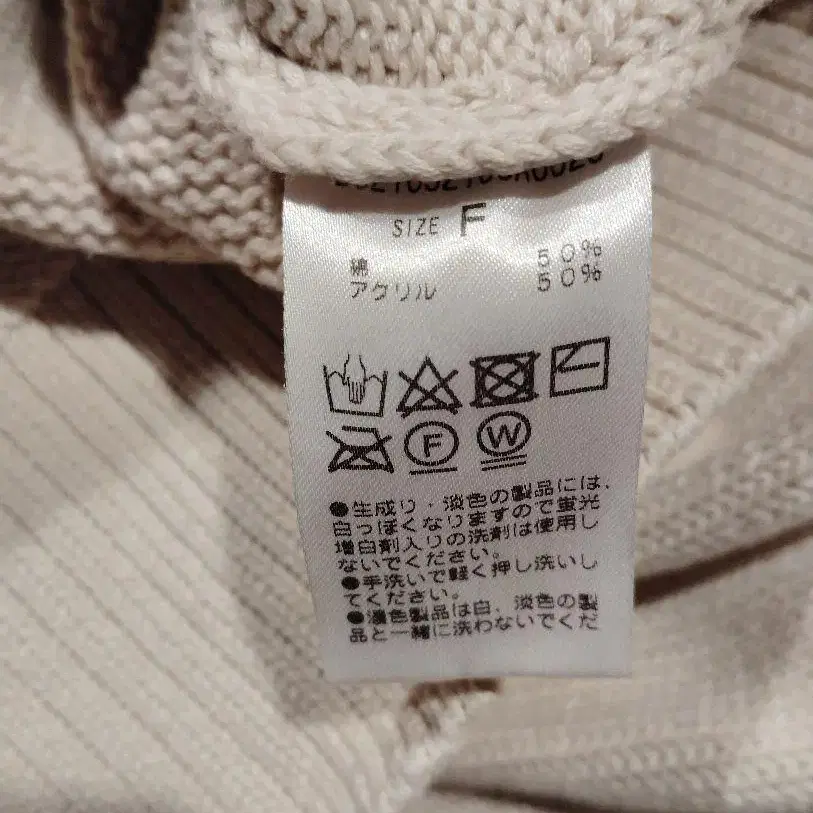 SIZE F
綿 50%
アクリル 50%
F W
●生成り・淡色の製品には、
白っぽくなりますので蛍光
増白剤入りの洗剤は使用し
ないでください。
●手洗いで軽く押し洗いし
てください。
●濃色製品は白、淡色の製
品と一緒に洗わないでくだ